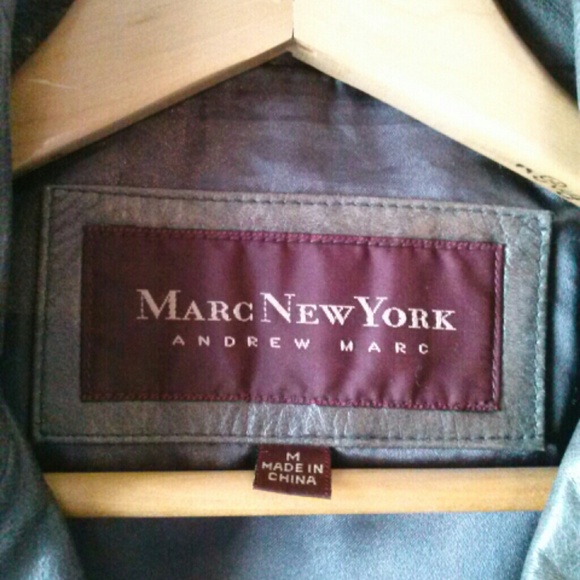 MARC NEW YORK
ANDREW MARC
M
MADE IN
CHINA